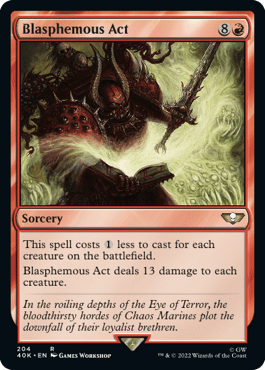 Blasphemous Act 8
Sorcery
This spell costs 1 less to cast for each
creature on the battlefield.
Blasphemous Act deals 13 damage to each
creature.
In the roiling depths of the Eye of Terror, the
bloodthirsty hordes of Chaos Marines plot the
downfall of their loyalist brethren.
204 R © GW
40K • EN Games Workshop ™ & © 2022 Wizards of the Coast